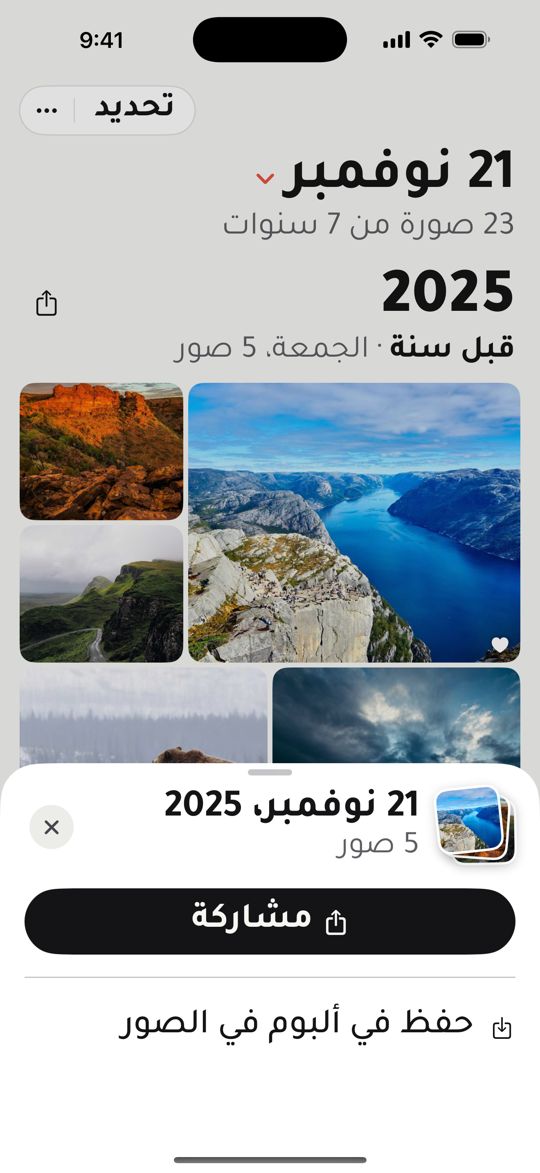 9:41
تحديد
21 نوفمبر
23 صورة من 7 سنوات
2025
قبل سنة · الجمعة، 5 صور
21 نوفمبر، 2025
5 صور
مشاركة
حفظ في ألبوم في الصور